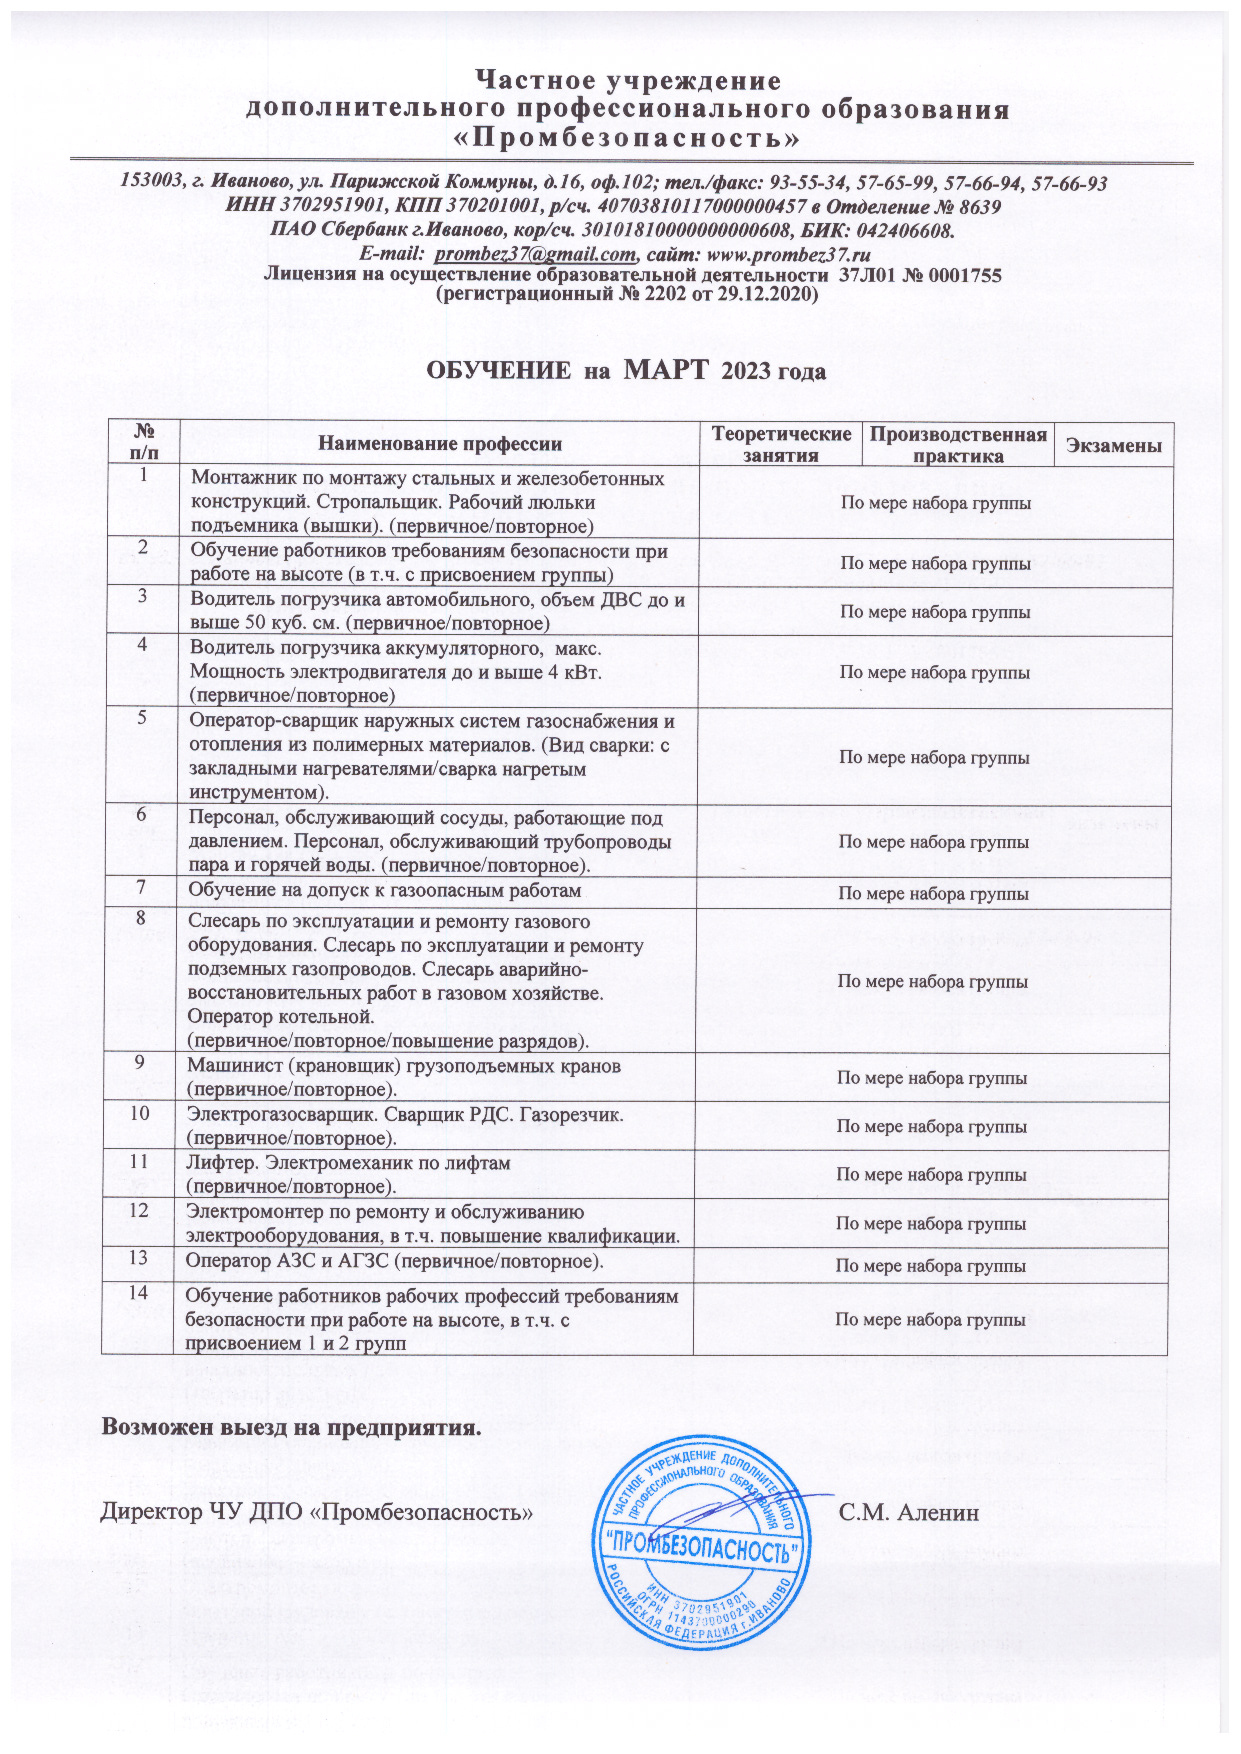 Частное учреждение
дополнительного профессионального образования
«Промбезопасность»
153003, г. Иваново, ул. Парижской Коммуны, д.16, оф.102; тел./факс: 93-55-34, 57-65-99, 57-66-94, 57-66-93
ИНН 3702951901, КПП 370201001, р/сч. 40703810117000000457 в Отделение № 8639
ПАО Сбербанк г.Иваново, кор/сч. 30101810000000000608, БИК: 042406608.
E-mail: prombez37@gmail.com, сайт: www.prombez37.ru
Лицензия на осуществление образовательной деятельности 37Л01 № 0001755
(регистрационный № 2202 от 29.12.2020)
ОБУЧЕНИЕ на МАРТ 2023 года
№ п/п
Наименование профессии
Теоретические занятия
Производственная практика
Экзамены
1
Монтажник по монтажу стальных и железобетонных
конструкций. Стропальщик. Рабочий люльки
подъемника (вышки). (первичное/повторное)
По мере набора группы
2
Обучение работников требованиям безопасности при
работе на высоте (в т.ч. с присвоением группы)
По мере набора группы
3
Водитель погрузчика автомобильного, объем ДВС до и
выше 50 куб. см. (первичное/повторное)
По мере набора группы
4
Водитель погрузчика аккумуляторного, макс.
Мощность электродвигателя до и выше 4 кВт.
(первичное/повторное)
По мере набора группы
5
Оператор-сварщик наружных систем газоснабжения и
отопления из полимерных материалов. (Вид сварки: с
закладными нагревателями/сварка нагретым
инструментом).
По мере набора группы
6
Персонал, обслуживающий сосуды, работающие под
давлением. Персонал, обслуживающий трубопроводы
пара и горячей воды. (первичное/повторное).
По мере набора группы
7
Обучение на допуск к газоопасным работам
По мере набора группы
8
Слесарь по эксплуатации и ремонту газового
оборудования. Слесарь по эксплуатации и ремонту
подземных газопроводов. Слесарь аварийно-
восстановительных работ в газовом хозяйстве.
Оператор котельной.
(первичное/повторное/повышение разрядов).
По мере набора группы
9
Машинист (крановщик) грузоподъемных кранов
(первичное/повторное).
По мере набора группы
10
Электрогазосварщик. Сварщик РДС. Газорезчик.
(первичное/повторное).
По мере набора группы
11
Лифтер. Электромеханик по лифтам
(первичное/повторное).
По мере набора группы
12
Электромонтер по ремонту и обслуживанию
электрооборудования, в т.ч. повышение квалификации.
По мере набора группы
13
Оператор АЗС и АГЗС (первичное/повторное).
По мере набора группы
14
Обучение работников рабочих профессий требованиям
безопасности при работе на высоте, в т.ч. с
присвоением 1 и 2 групп
По мере набора группы
Возможен выезд на предприятия.
Директор ЧУ ДПО «Промбезопасность»
С.М. Аленин
ЧАСТНОЕ УЧРЕЖДЕНИЕ ДОПОЛНИТЕЛЬНОГО
ПРОФЕССИОНАЛЬНОГО ОБРАЗОВАНИЯ
"ПРОМБЕЗОПАСНОСТЬ"
ИНН 3702951901
ОГРН 1143700000290
РОССИЙСКАЯ ФЕДЕРАЦИЯ г.ИВАНОВО